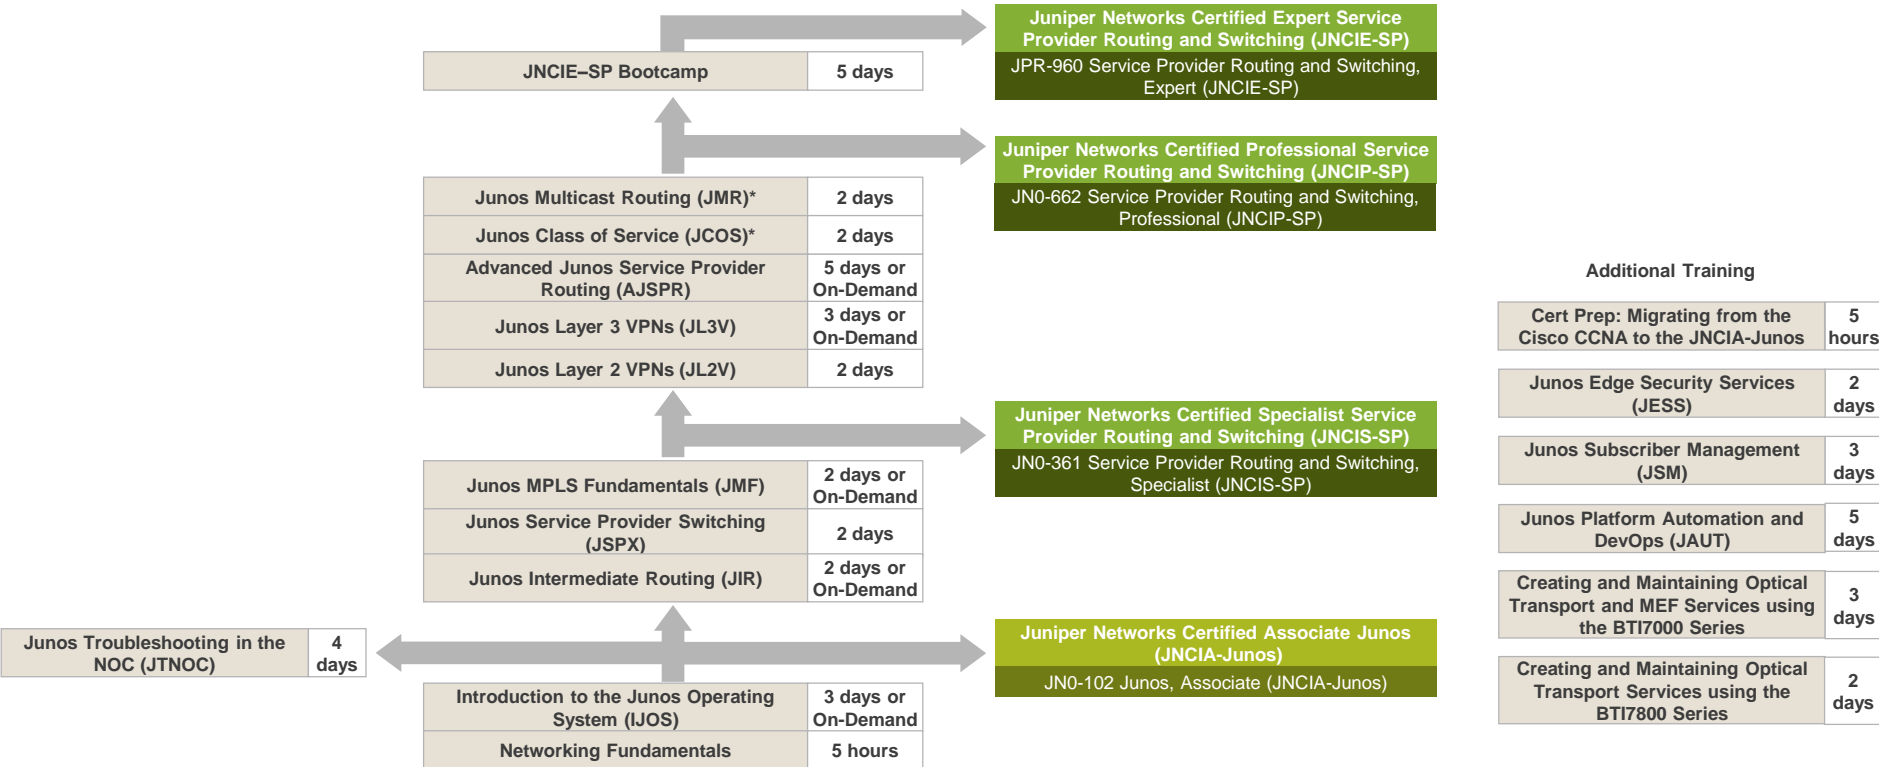 Juniper Networks Certified Expert Service
Provider Routing and Switching (JNCIE-SP)
JPR-960 Service Provider Routing and Switching,
Expert (JNCIE-SP)
JNCIE–SP Bootcamp
5 days
Juniper Networks Certified Professional Service
Provider Routing and Switching (JNCIP-SP)
JN0-662 Service Provider Routing and Switching,
Professional (JNCIP-SP)
Junos Multicast Routing (JMR)*
2 days
Junos Class of Service (JCOS)*
2 days
Advanced Junos Service Provider
Routing (AJSPR)
5 days or
On-Demand
Junos Layer 3 VPNs (JL3V)
3 days or
On-Demand
Junos Layer 2 VPNs (JL2V)
2 days
Juniper Networks Certified Specialist Service
Provider Routing and Switching (JNCIS-SP)
JN0-361 Service Provider Routing and Switching,
Specialist (JNCIS-SP)
Junos MPLS Fundamentals (JMF)
2 days or
On-Demand
Junos Service Provider Switching
(JSPX)
2 days
Junos Intermediate Routing (JIR)
2 days or
On-Demand
Junos Troubleshooting in the
NOC (JTNOC)
4
days
Juniper Networks Certified Associate Junos
(JNCIA-Junos)
JN0-102 Junos, Associate (JNCIA-Junos)
Introduction to the Junos Operating
System (IJOS)
3 days or
On-Demand
Networking Fundamentals
5 hours
Additional Training
Cert Prep: Migrating from the
Cisco CCNA to the JNCIA-Junos
5
hours
Junos Edge Security Services
(JESS)
2
days
Junos Subscriber Management
(JSM)
3
days
Junos Platform Automation and
DevOps (JAUT)
5
days
Creating and Maintaining Optical
Transport and MEF Services using
the BTI7000 Series
3
days
Creating and Maintaining Optical
Transport Services using the
BTI7800 Series
2
days